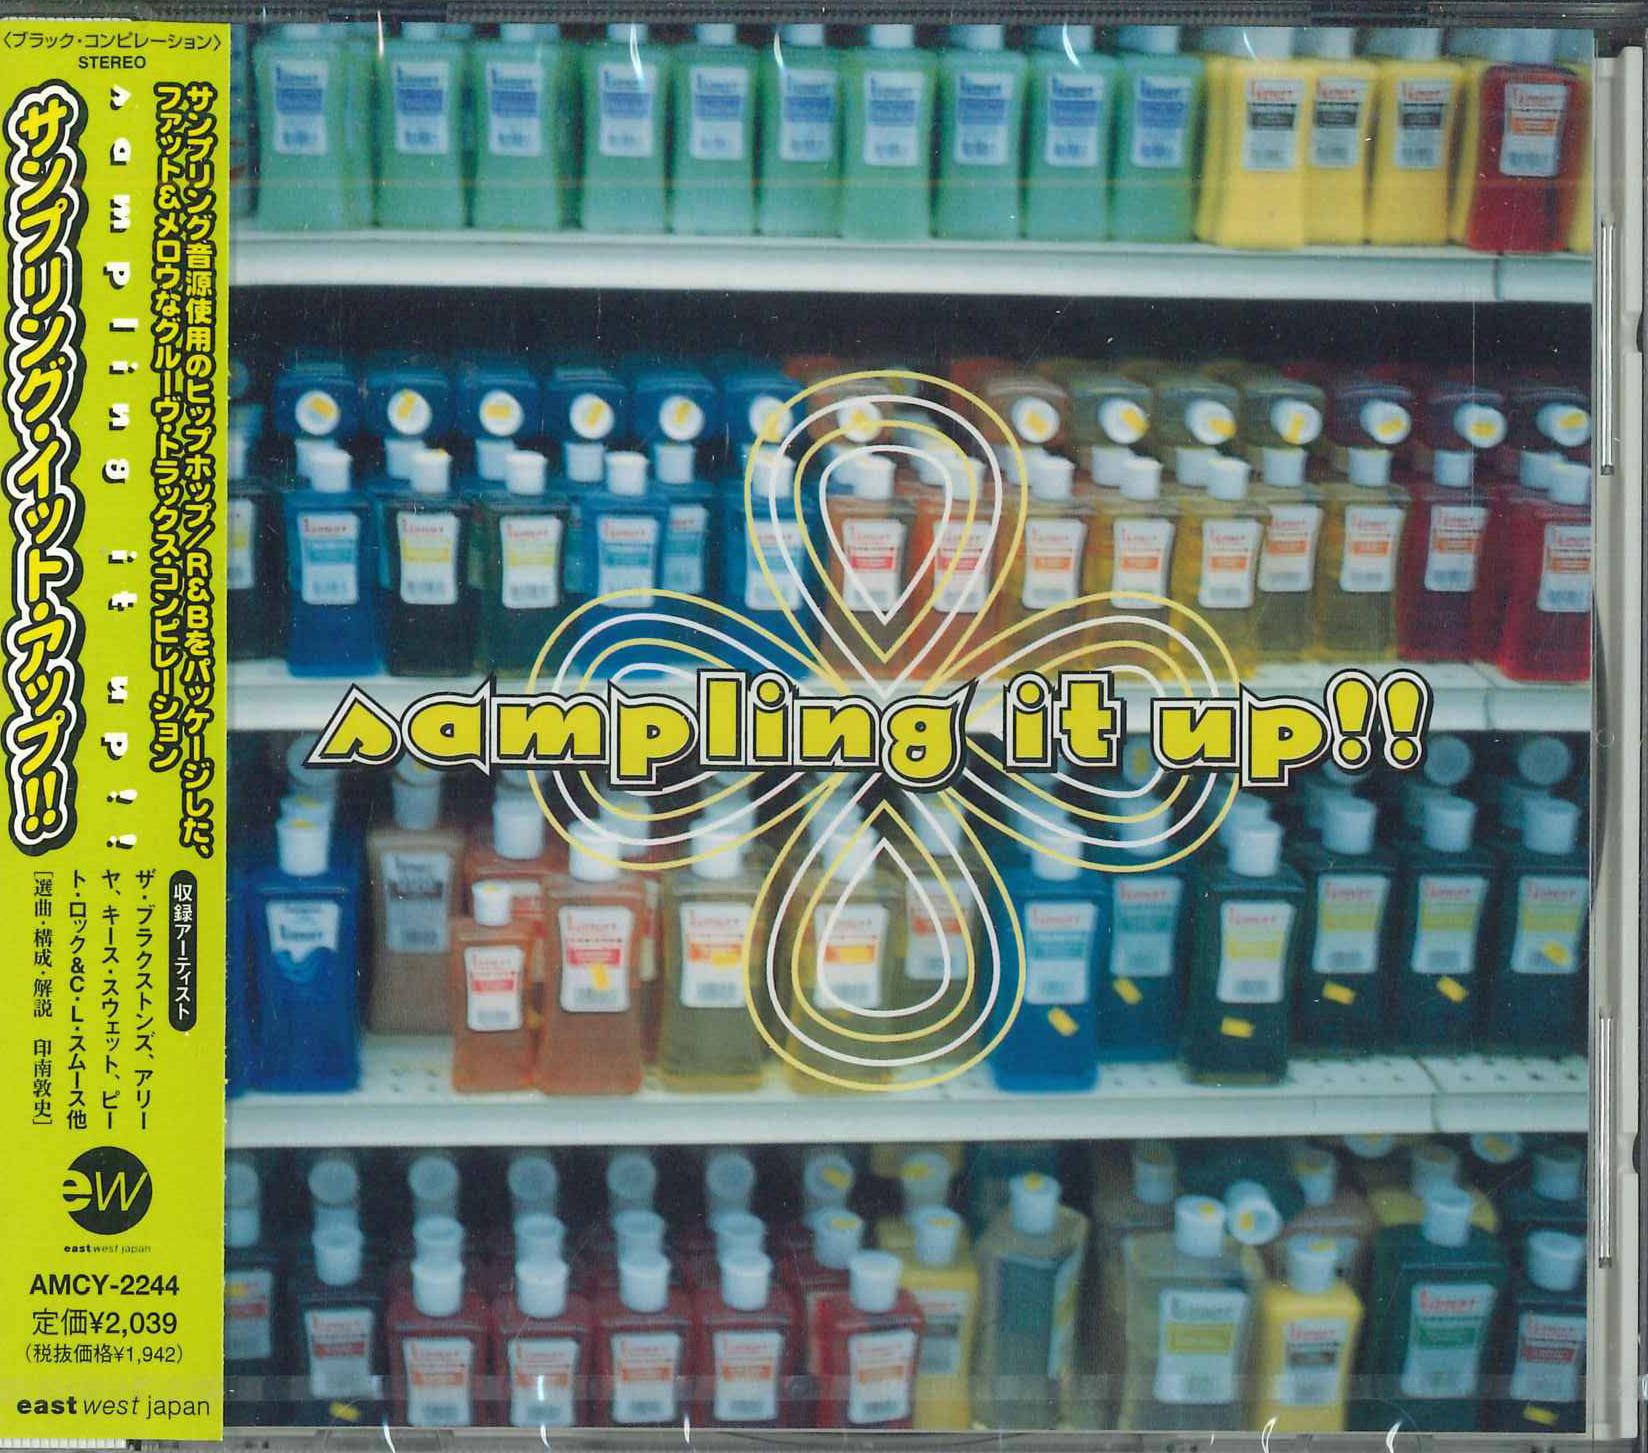 〈ブラック・コンピレーション〉
STEREO
サンプリング音源使用のヒップホップ／R&Bをパッケージした、
ファット&メロウなグルーヴ・トラックス・コンピレーション
sampling it up!!
サンプリング・イット・アップ!!
収録アーティスト
ザ・ブラクストンズ、アリー
ヤ、キース・スウェット、ピー
ト・ロック&C・L・スムース他
［選曲・構成・解説　印南敦史］
ew
eastwest japan
AMCY-2244
定価¥2,039
（税抜価格¥1,942）
eastwest japan
sampling it up!!